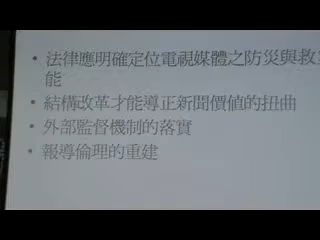 • 法律應明確定位電視媒體之防災與救
能
• 結構改革才能導正新聞價值的扭曲
• 外部監督機制的落實
• 報導倫理的重建